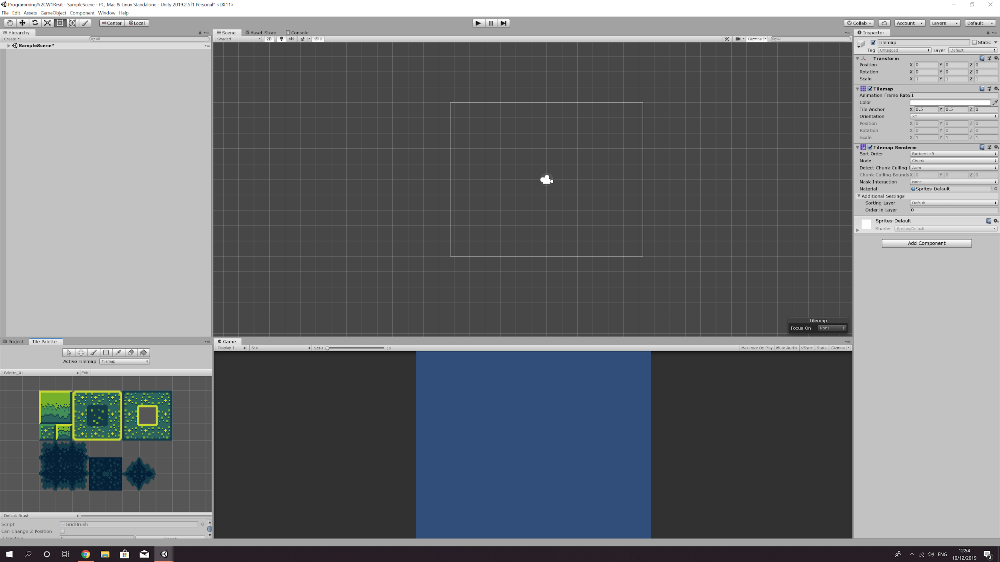 ProgrammingYr2CW1Resit - SampleScene - PC, Mac & Linux Standalone - Unity 2019.2.5f1 Personal* <DX11>
File Edit Assets GameObject Component Window Help
Center Local
Collab Account Layers Default
Hierarchy
Create All
SampleScene*
Scene Asset Store Console
Shaded 2D 0 Gizmos All
Tilemap
Focus On None
Inspector
Tilemap Static
Tag Untagged Layer Default
Transform
Position X 0 Y 0 Z 0
Rotation X 0 Y 0 Z 0
Scale X 1 Y 1 Z 1
Tilemap
Animation Frame Rate 1
Color
Tile Anchor X 0.5 Y 0.5 Z 0
Orientation XY
Position X 0 Y 0 Z 0
Rotation X 0 Y 0 Z 0
Scale X 1 Y 1 Z 1
Tilemap Renderer
Sort Order Bottom Left
Mode Chunk
Detect Chunk Culling Auto
Chunk Culling Bounds X 0 Y 0 Z 0
Mask Interaction None
Material Sprites-Default
Additional Settings
Sorting Layer Default
Order in Layer 0
Sprites-Default
Shader Sprites/Default
Add Component
Project Tile Palette
Active Tilemap Tilemap
Palette_01 Edit
Default Brush
Script GridBrush
Can Change Z Position
Z Position 0
Game
Display 1 5:4 Scale 1x Maximize On Play Mute Audio VSync Stats Gizmos
ENG
12:54
10/12/2019
3